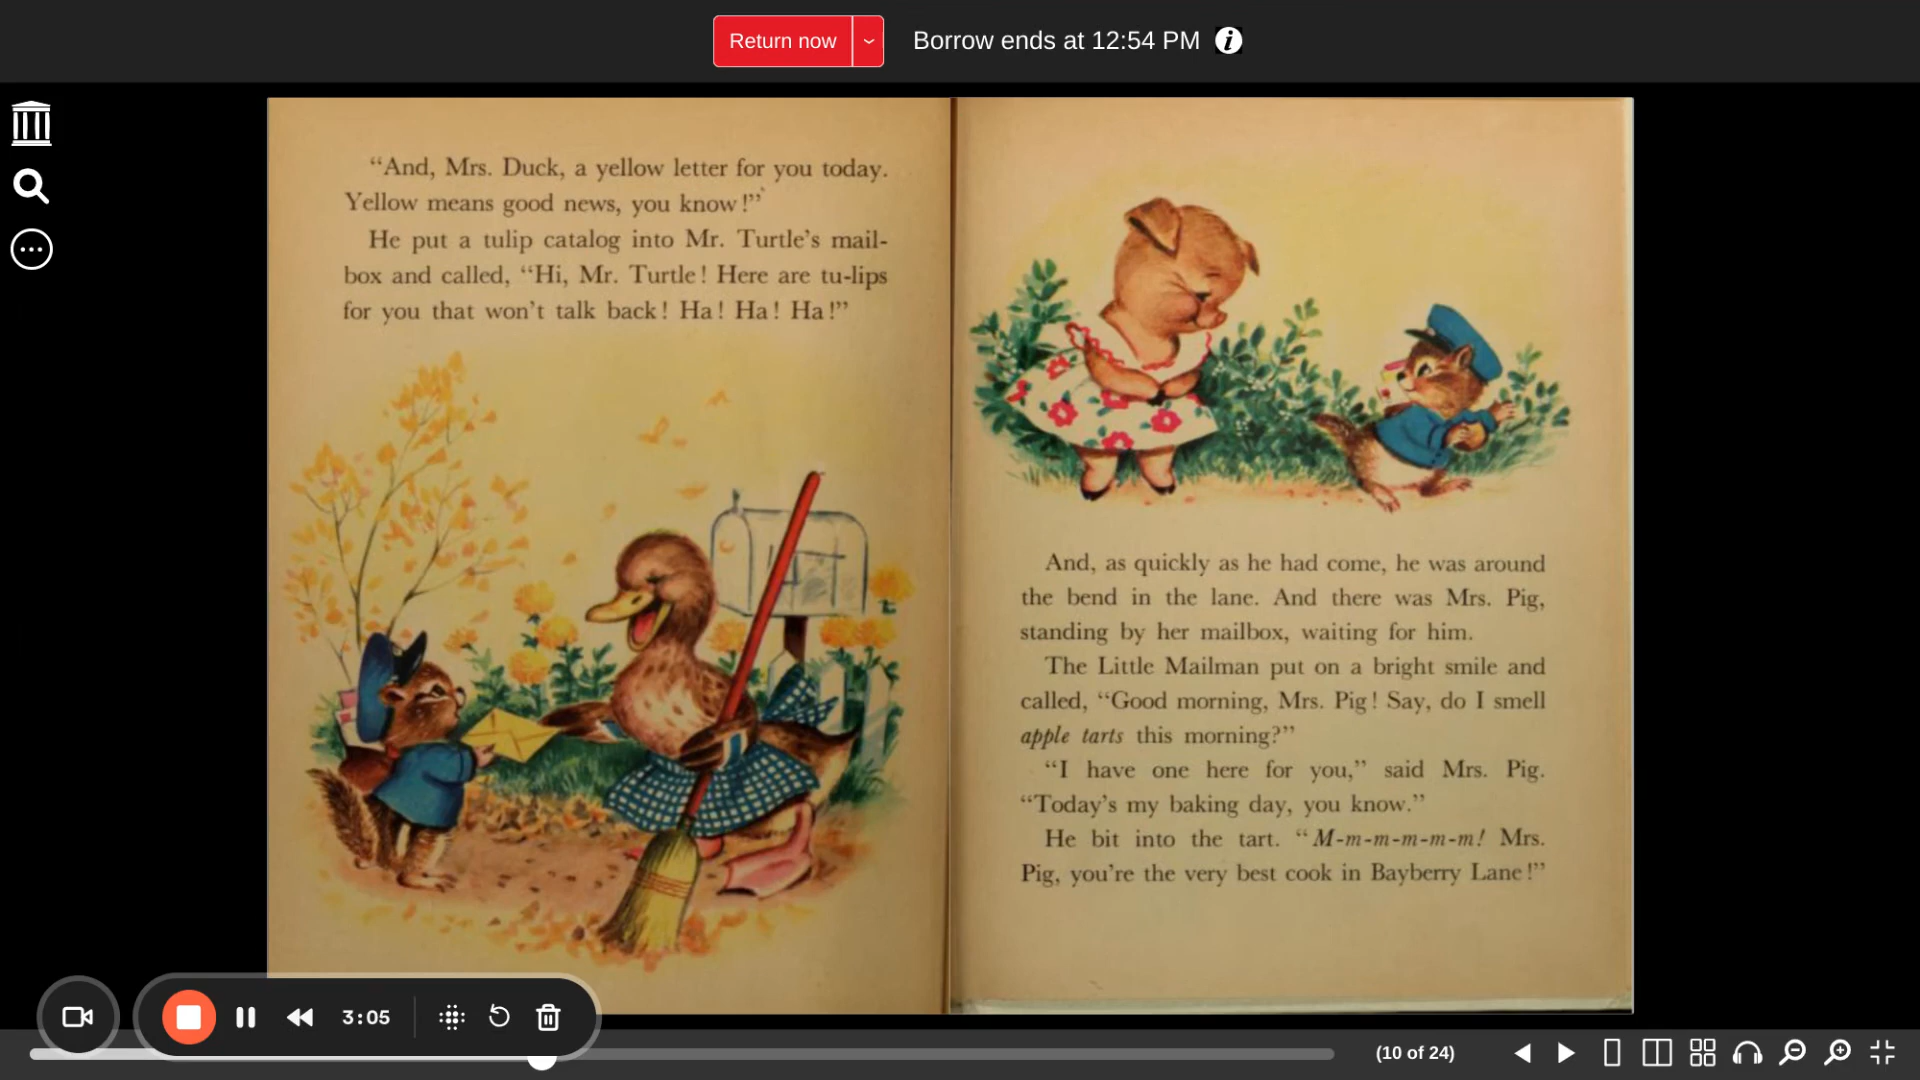 Return now
Borrow ends at 12:54 PM
“And, Mrs. Duck, a yellow letter for you today.
Yellow means good news, you know!”
He put a tulip catalog into Mr. Turtle’s mail-
box and called, “Hi, Mr. Turtle! Here are tu-lips
for you that won’t talk back! Ha! Ha! Ha!”
And, as quickly as he had come, he was around
the bend in the lane. And there was Mrs. Pig,
standing by her mailbox, waiting for him.
The Little Mailman put on a bright smile and
called, “Good morning, Mrs. Pig! Say, do I smell
apple tarts this morning?”
“I have one here for you,” said Mrs. Pig.
“Today’s my baking day, you know.”
He bit into the tart. “M-m-m-m-m-m! Mrs.
Pig, you’re the very best cook in Bayberry Lane!”
3:05
(10 of 24)